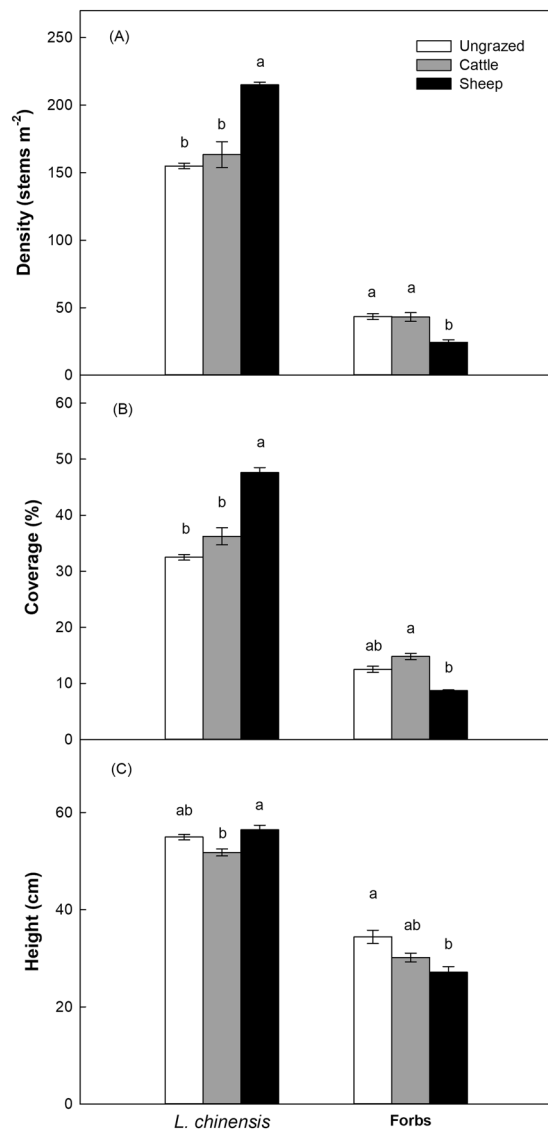 (A)
Ungrazed
Cattle
Sheep
Density (stems m⁻²)
250
200
150
100
50
0
b
b
a
a
a
b
(B)
Coverage (%)
60
50
40
30
20
10
0
b
b
a
ab
a
b
(C)
Height (cm)
60
40
20
0
ab
b
a
a
ab
b
L. chinensis
Forbs